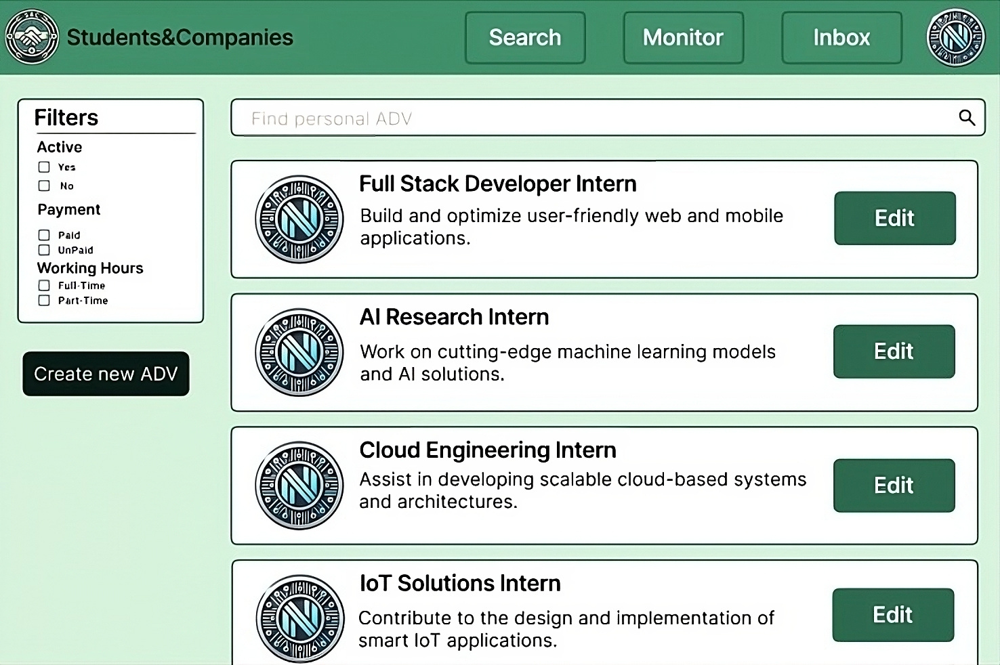 Students&Companies
Search
Monitor
Inbox
Filters
Active
Yes
No
Payment
Paid
UnPaid
Working Hours
Full-Time
Part-Time
Create new ADV
Find personal ADV
Full Stack Developer Intern
Build and optimize user-friendly web and mobile
applications.
Edit
AI Research Intern
Work on cutting-edge machine learning models
and AI solutions.
Edit
Cloud Engineering Intern
Assist in developing scalable cloud-based systems
and architectures.
Edit
IoT Solutions Intern
Contribute to the design and implementation of
smart IoT applications.
Edit